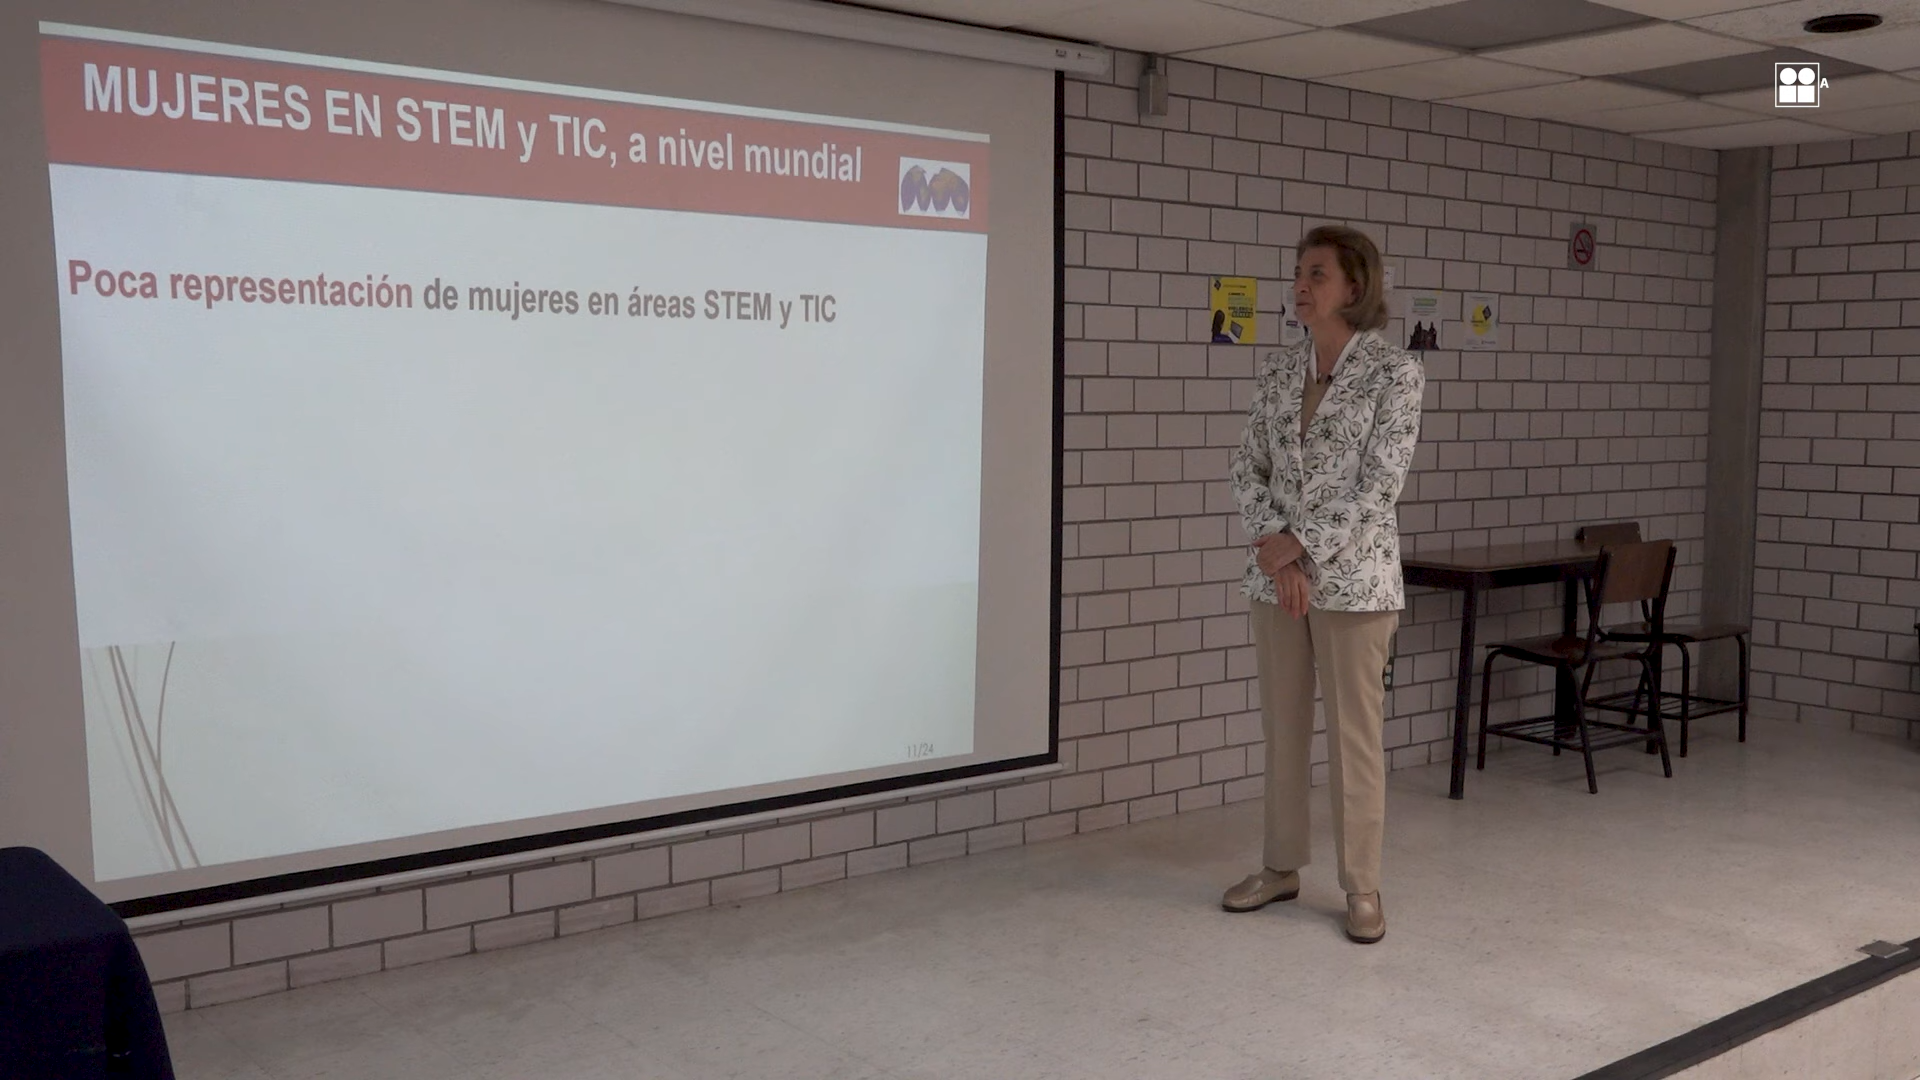 MUJERES EN STEM y TIC, a nivel mundial
Poca representación de mujeres en áreas STEM y TIC
11/24
A